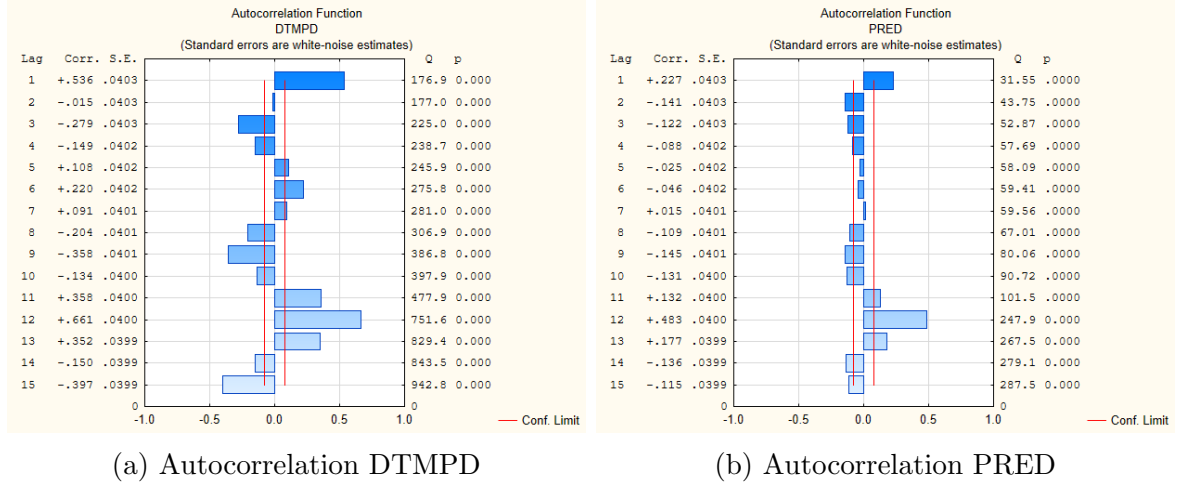 Autocorrelation Function
DTMPD
(Standard errors are white-noise estimates)
Lag Corr. S.E. Q p
1 +.536 .0403 176.9 0.000
2 -.015 .0403 177.0 0.000
3 -.279 .0403 225.0 0.000
4 -.149 .0402 238.7 0.000
5 +.108 .0402 245.9 0.000
6 +.220 .0402 275.8 0.000
7 +.091 .0401 281.0 0.000
8 -.204 .0401 306.9 0.000
9 -.358 .0401 386.8 0.000
10 -.134 .0400 397.9 0.000
11 +.358 .0400 477.9 0.000
12 +.661 .0400 751.6 0.000
13 +.352 .0399 829.4 0.000
14 -.150 .0399 843.5 0.000
15 -.397 .0399 942.8 0.000
0 0
-1.0 -0.5 0.0 0.5 1.0
Conf. Limit
(a) Autocorrelation DTMPD
Autocorrelation Function
PRED
(Standard errors are white-noise estimates)
Lag Corr. S.E. Q p
1 +.227 .0403 31.55 .0000
2 -.141 .0403 43.75 .0000
3 -.122 .0403 52.87 .0000
4 -.088 .0402 57.69 .0000
5 -.025 .0402 58.09 .0000
6 -.046 .0402 59.41 .0000
7 +.015 .0401 59.56 .0000
8 -.109 .0401 67.01 .0000
9 -.145 .0401 80.06 .0000
10 -.131 .0400 90.72 .0000
11 +.132 .0400 101.5 .0000
12 +.483 .0400 247.9 0.000
13 +.177 .0399 267.5 0.000
14 -.136 .0399 279.1 0.000
15 -.115 .0399 287.5 0.000
0 0
-1.0 -0.5 0.0 0.5 1.0
Conf. Limit
(b) Autocorrelation PRED